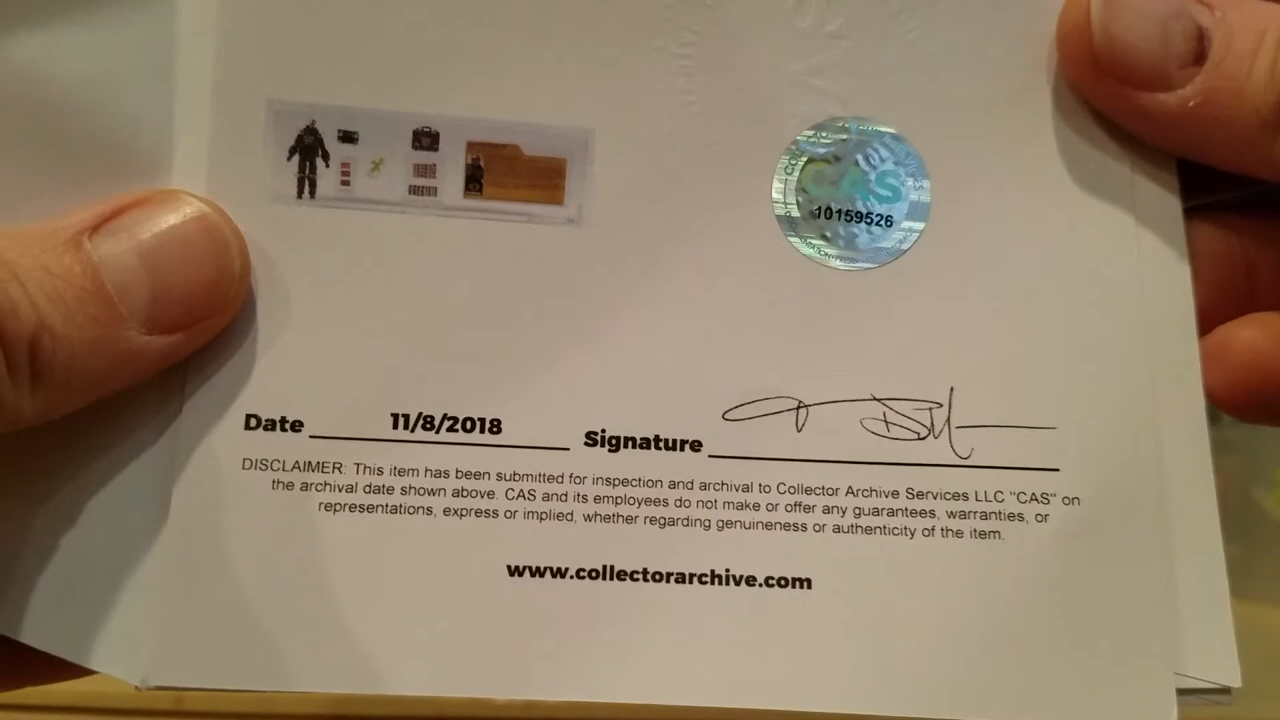 CAS
10159526
Date 11/8/2018 Signature
DISCLAIMER: This item has been submitted for inspection and archival to Collector Archive Services LLC "CAS" on
the archival date shown above. CAS and its employees do not make or offer any guarantees, warranties, or
representations, express or implied, whether regarding genuineness or authenticity of the item.
www.collectorarchive.com